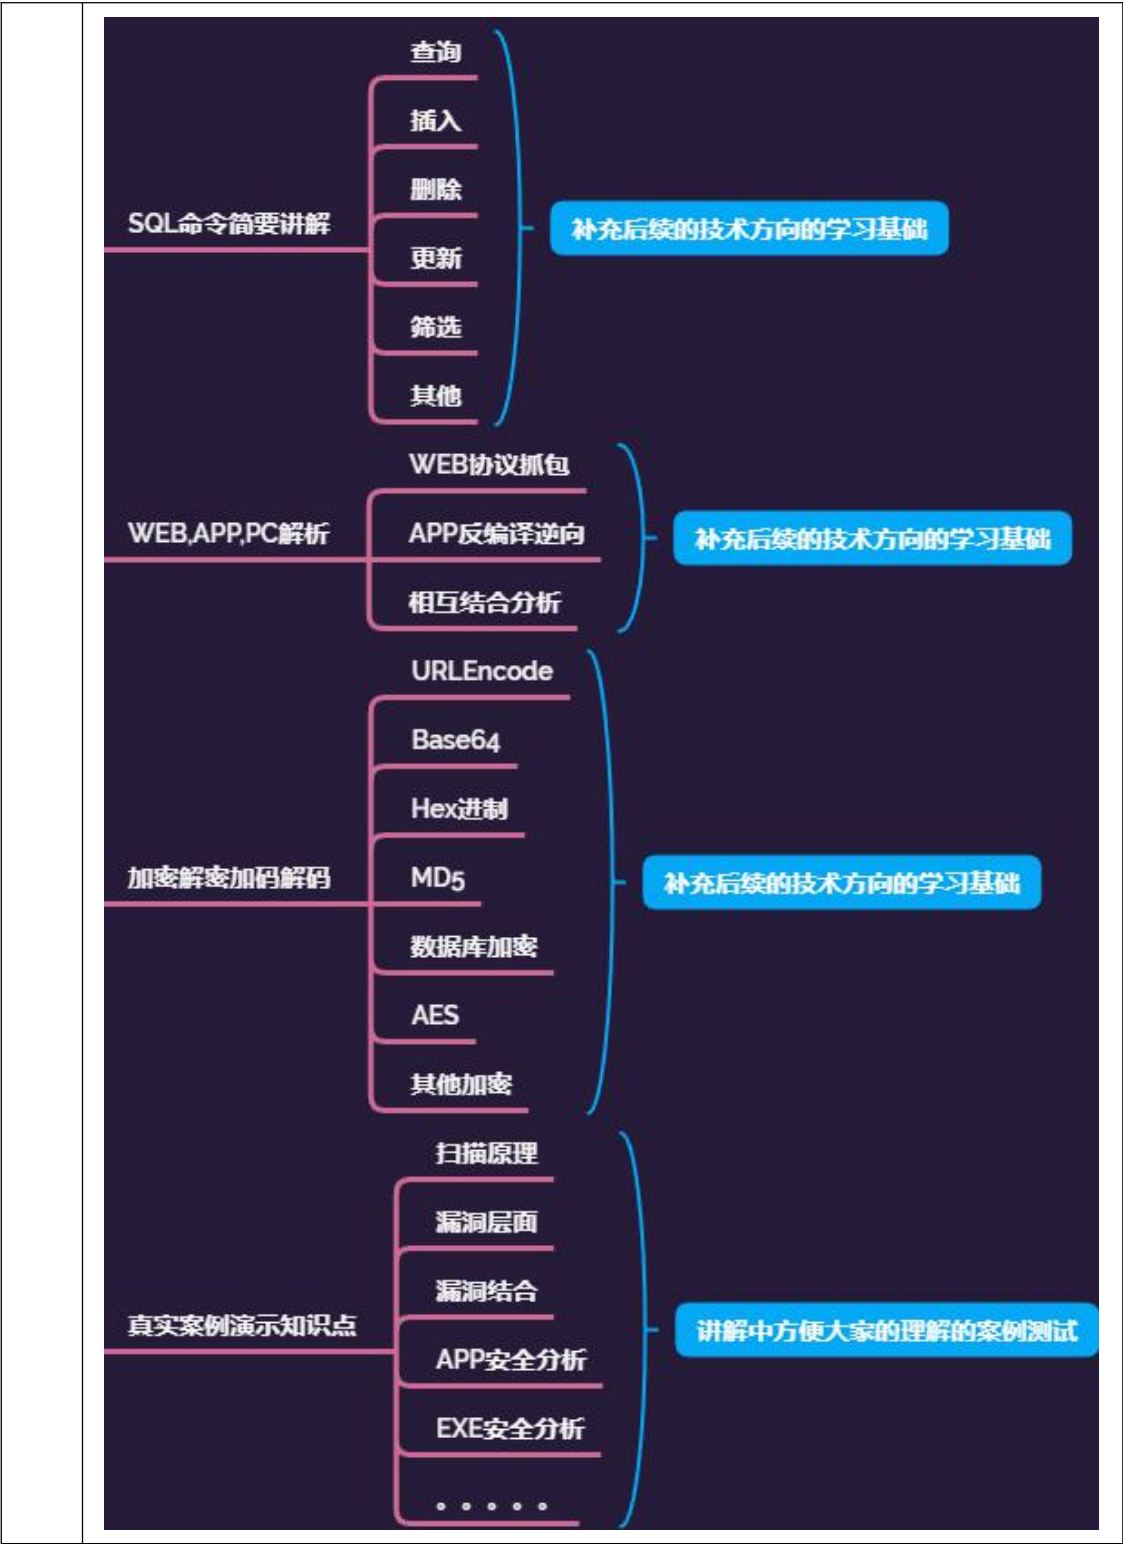 SQL命令简要讲解
查询
插入
删除
更新
筛选
其他
补充后续的技术方向的学习基础
WEB,APP,PC解析
WEB协议抓包
APP反编译逆向
相互结合分析
补充后续的技术方向的学习基础
加密解密加码解码
URLEncode
Base64
Hex进制
MD5
数据库加密
AES
其他加密
补充后续的技术方向的学习基础
真实案例演示知识点
扫描原理
漏洞层面
漏洞结合
APP安全分析
EXE安全分析
。。。。。
讲解中方便大家的理解的案例测试